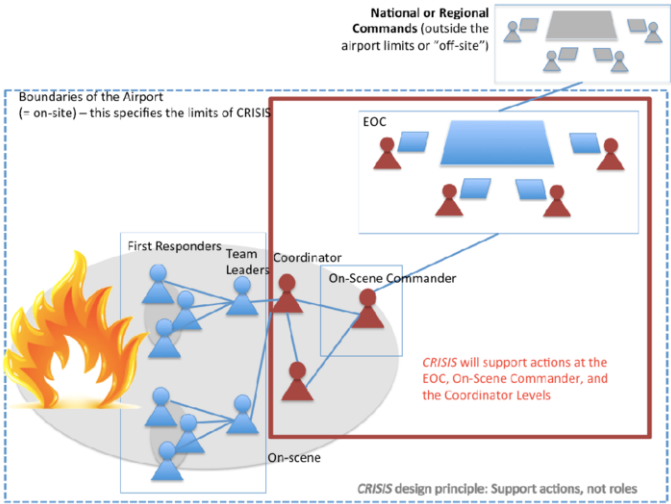 National or Regional
Commands (outside the
airport limits or “off-site”)
Boundaries of the Airport
(= on-site) – this specifies the limits of CRISIS
EOC
First Responders
Team
Leaders
Coordinator
On-Scene Commander
CRISIS will support actions at the
EOC, On-Scene Commander, and
the Coordinator Levels
On-scene
CRISIS design principle: Support actions, not roles